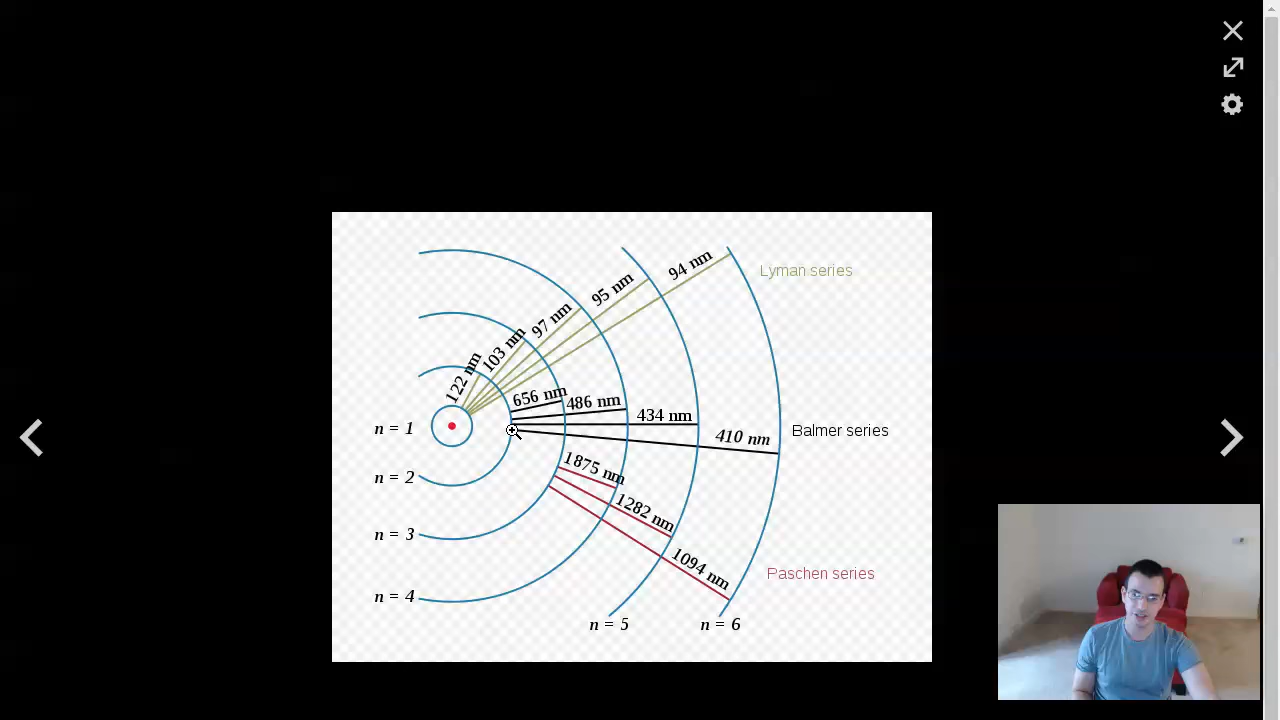 94 nm
Lyman series
95 nm
97 nm
103 nm
122 nm
656 nm
486 nm
434 nm
410 nm
Balmer series
n = 1
n = 2
1875 nm
1282 nm
n = 3
1094 nm
Paschen series
n = 4
n = 5
n = 6